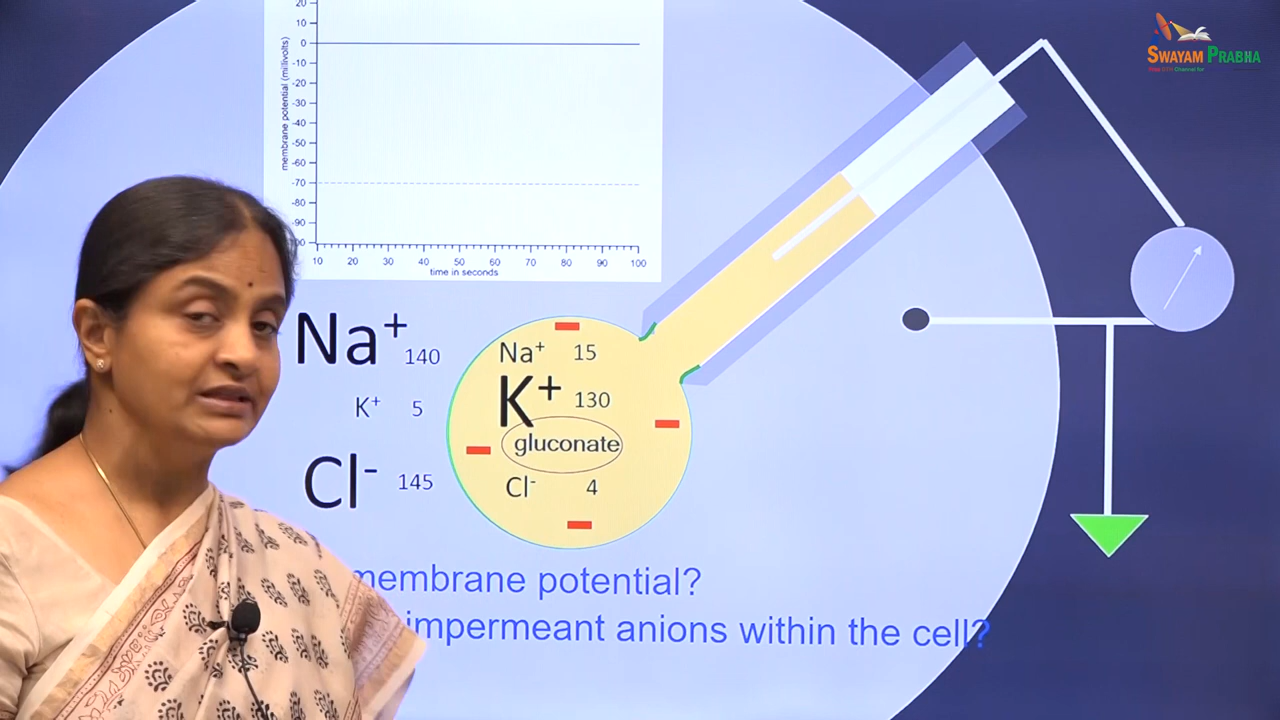 20
10
0
-10
-20
-30
-40
-50
-60
-70
-80
-90
membrane potential (millivolts)
10 20 30 40 50 60 70 80 90 100
time in seconds
SWAYAM PRABHA
Na+ 140
K+ 5
Cl- 145
Na+ 15
K+ 130
gluconate
Cl- 4
membrane potential?
impermeant anions within the cell?